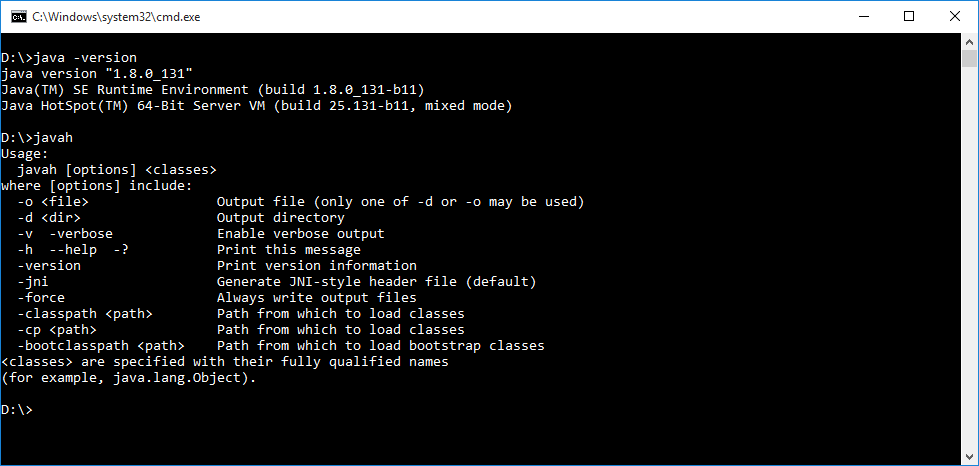 C:\Windows\system32\cmd.exe
D:\>java -version
java version "1.8.0_131"
Java(TM) SE Runtime Environment (build 1.8.0_131-b11)
Java HotSpot(TM) 64-Bit Server VM (build 25.131-b11, mixed mode)
D:\>javah
Usage:
  javah [options] <classes>
where [options] include:
  -o <file>                Output file (only one of -d or -o may be used)
  -d <dir>                 Output directory
  -v  -verbose             Enable verbose output
  -h  --help  -?           Print this message
  -version                 Print version information
  -jni                     Generate JNI-style header file (default)
  -force                   Always write output files
  -classpath <path>        Path from which to load classes
  -cp <path>               Path from which to load classes
  -bootclasspath <path>    Path from which to load bootstrap classes
<classes> are specified with their fully qualified names
(for example, java.lang.Object).
D:\>